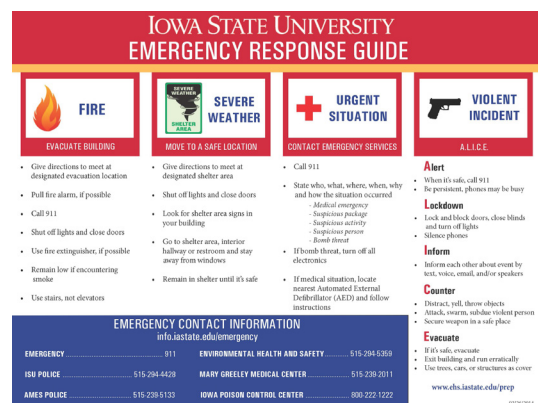 IOWA STATE UNIVERSITY
EMERGENCY RESPONSE GUIDE
FIRE
EVACUATE BUILDING
• Give directions to meet at
designated evacuation location
• Pull fire alarm, if possible
• Call 911
• Shut off lights and close doors
• Use fire extinguisher, if possible
• Remain low if encountering
smoke
• Use stairs, not elevators
SEVERE
WEATHER
SHELTER
AREA
SEVERE
WEATHER
MOVE TO A SAFE LOCATION
• Give directions to meet at
designated shelter area
• Shut off lights and close doors
• Look for shelter area signs in
your building
• Go to shelter area, interior
hallway or restroom and stay
away from windows
• Remain in shelter until it's safe
URGENT
SITUATION
CONTACT EMERGENCY SERVICES
• Call 911
• State who, what, where, when, why
and how the situation occurred
- Medical emergency
- Suspicious package
- Suspicious activity
- Suspicious person
- Bomb threat
• If bomb threat, turn off all
electronics
• If medical situation, locate
nearest Automated External
Defibrillator (AED) and follow
instructions
VIOLENT
INCIDENT
A.L.I.C.E.
Alert
• When it's safe, call 911
• Be persistent, phones may be busy
Lockdown
• Lock and block doors, close blinds
and turn off lights
• Silence phones
Inform
• Inform each other about event by
text, voice, email, and/or speakers
Counter
• Distract, yell, throw objects
• Attack, swarm, subdue violent person
• Secure weapon in a safe place
Evacuate
• If it's safe, evacuate
• Exit building and run erratically
• Use trees, cars, or structures as cover
www.ehs.iastate.edu/prep
EMERGENCY CONTACT INFORMATION
info.iastate.edu/emergency
EMERGENCY ... 911
ISU POLICE ... 515-294-4428
AMES POLICE ... 515-239-5133
ENVIRONMENTAL HEALTH AND SAFETY ... 515-294-5359
MARY GREELEY MEDICAL CENTER ... 515-239-2011
IOWA POISON CONTROL CENTER ... 800-222-1222